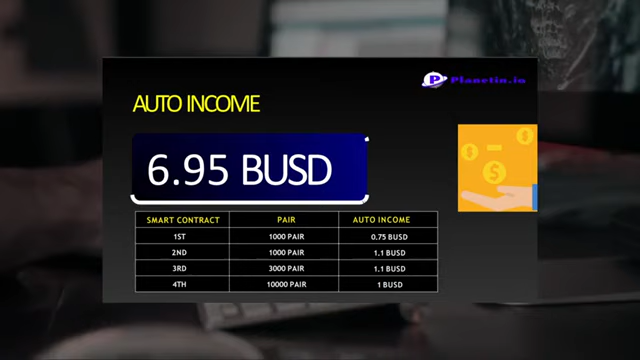 Planetin.io
AUTO INCOME
6.95 BUSD
SMART CONTRACT PAIR AUTO INCOME
1ST 1000 PAIR 0.75 BUSD
2ND 1000 PAIR 1.1 BUSD
3RD 3000 PAIR 1.1 BUSD
4TH 10000 PAIR 1 BUSD